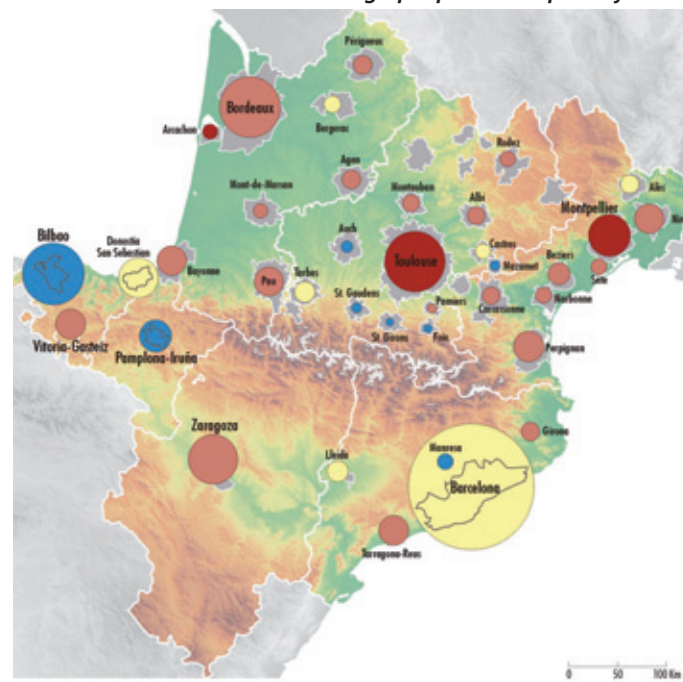 Périgueux
Bordeaux
Bergerac
Arcachon
Rodez
Agen
Mont-de-Marsan
Montauban
Albi
Alès
Montpellier
Bilbao
Donostia
San Sebastian
Auch
Castres
Toulouse
Mazamet
Beziers
Bayonne
Pau
Tarbes
Sete
St. Gaudens
Pamiers
Carcassonne
Narbonne
Vitoria-Gasteiz
St. Girons
Foix
Pamplona-Iruña
Perpignan
Zaragoza
Girona
Lleida
Manresa
Barcelona
Tarragona-Reus
0 50 100 Km